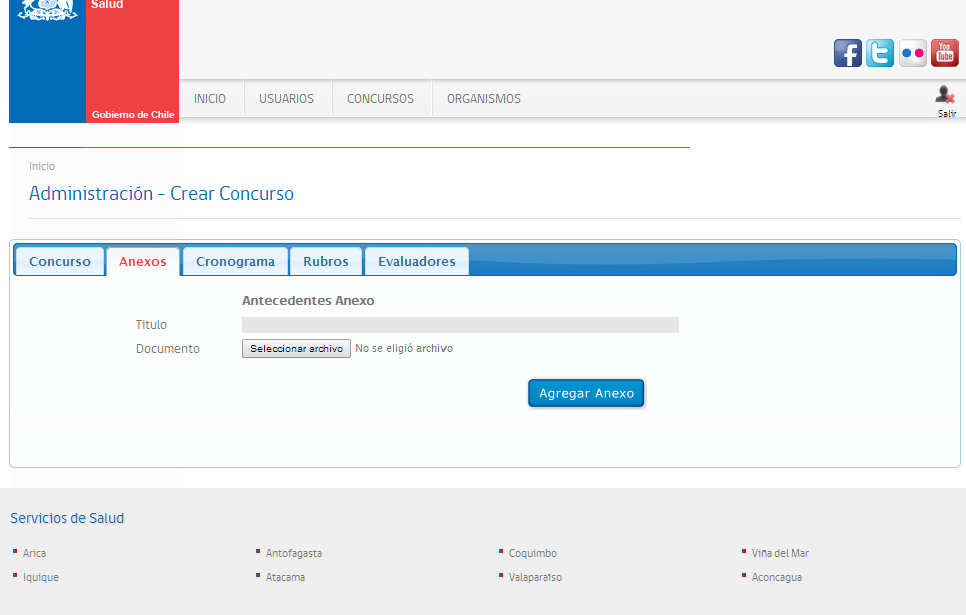 Salud
Gobierno de Chile
You
Tube
INICIO USUARIOS CONCURSOS ORGANISMOS
Salir
Inicio
Administración - Crear Concurso
Concurso Anexos Cronograma Rubros Evaluadores
Antecedentes Anexo
Titulo
Documento Seleccionar archivo No se eligió archivo
Agregar Anexo
Servicios de Salud
Arica Antofagasta Coquimbo Viña del Mar
Iquique Atacama Valparaíso Aconcagua